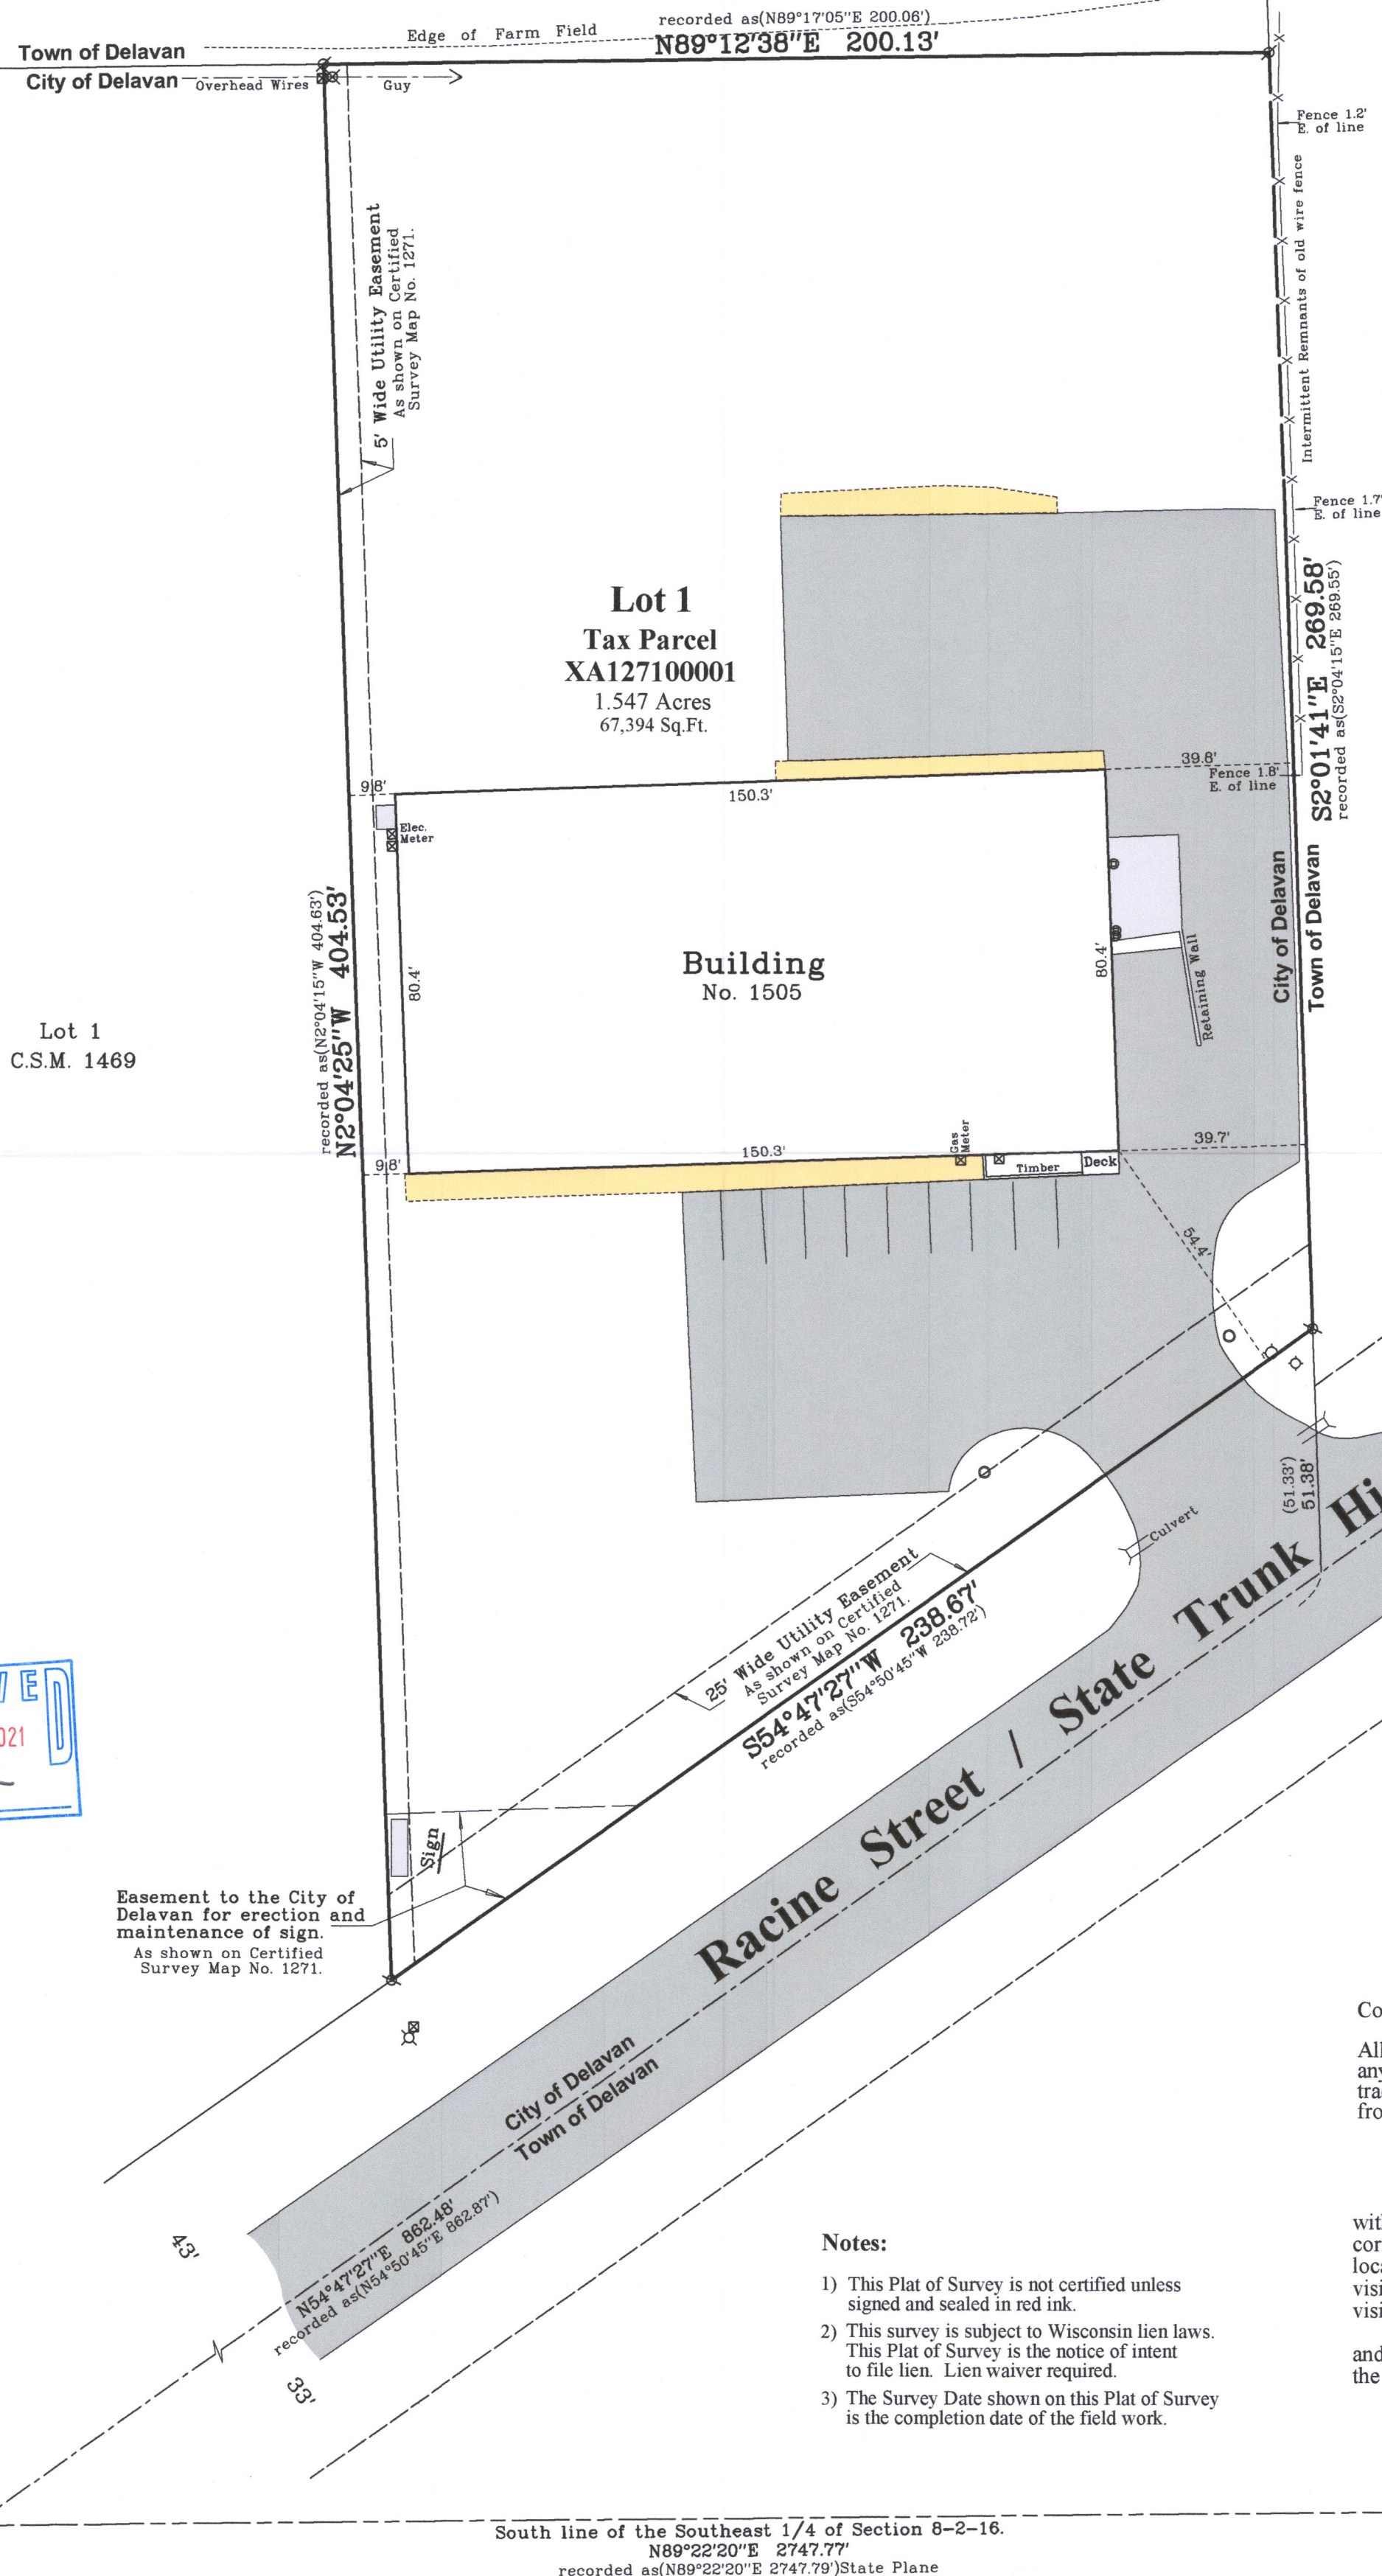 recorded as(N89°17'05"E 200.06')
Edge of Farm Field
N89°12'38"E 200.13'
Town of Delavan
City of Delavan
Overhead Wires
Guy
Fence 1.2'
E. of line
Intermittent Remnants of old wire fence
5' Wide Utility Easement
As shown on Certified
Survey Map No. 1271.
Fence 1.7'
E. of line
S2°01'41"E 269.58'
recorded as(S2°04'15"E 269.55')
Lot 1
Tax Parcel
XA127100001
1.547 Acres
67,394 Sq.Ft.
39.8'
Fence 1.8'
E. of line
9.8'
150.3'
Elec.
Meter
City of Delavan
Town of Delavan
recorded as(N2°04'15"W 404.63')
N2°04'25"W 404.53'
80.4'
Building
No. 1505
80.4'
Retaining Wall
Lot 1
C.S.M. 1469
9.8'
150.3'
Gas
Meter
Timber
Deck
39.7'
54.4'
(51.33')
51.38'
Culvert
25' Wide Utility Easement
As shown on Certified
Survey Map No. 1271.
S54°47'27"W 238.67'
recorded as(S54°50'45"W 238.72')
Racine Street / State Trunk Hi
VED
021
Sign
Easement to the City of
Delavan for erection and
maintenance of sign.
As shown on Certified
Survey Map No. 1271.
City of Delavan
Town of Delavan
43'
N54°47'27"E 862.48'
recorded as(N54°50'45"E 862.87')
33'
Co
All
any
tra
fro
Notes:
1) This Plat of Survey is not certified unless
signed and sealed in red ink.
2) This survey is subject to Wisconsin lien laws.
This Plat of Survey is the notice of intent
to file lien. Lien waiver required.
3) The Survey Date shown on this Plat of Survey
is the completion date of the field work.
wit
cor
loca
visi
visi
and
the
South line of the Southeast 1/4 of Section 8-2-16.
N89°22'20"E 2747.77'
recorded as(N89°22'20"E 2747.79')State Plane